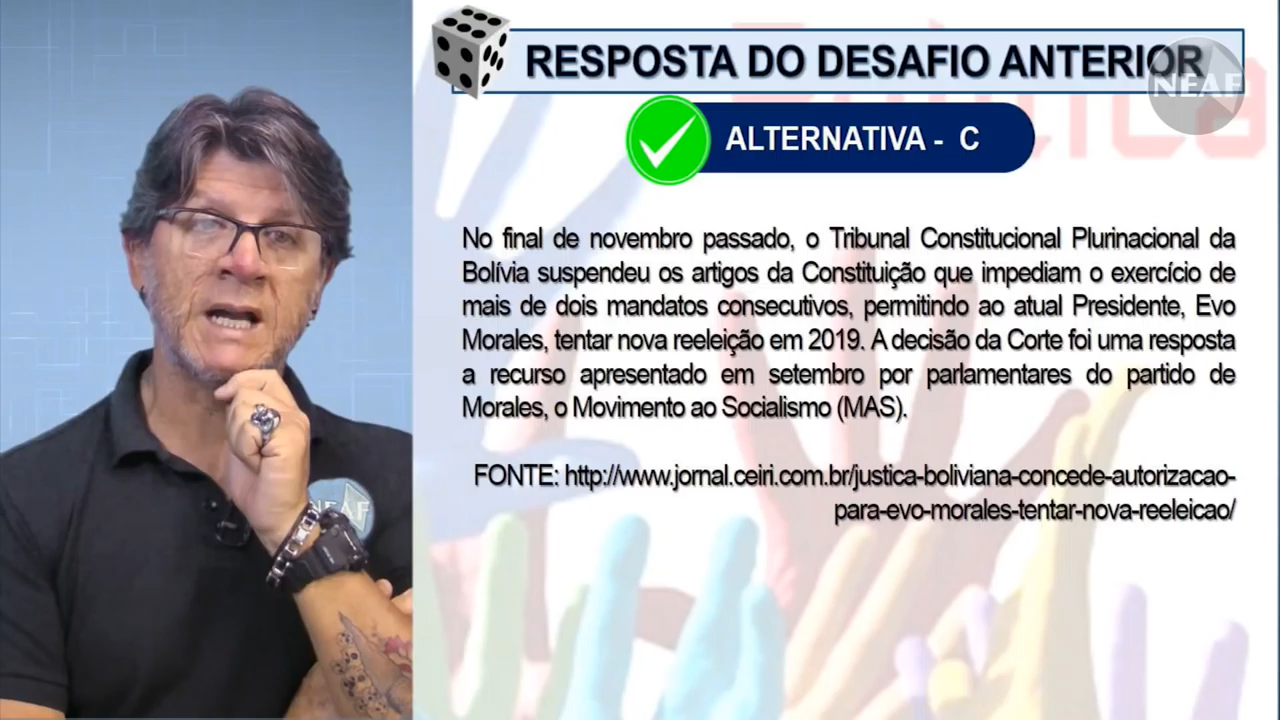 RESPOSTA DO DESAFIO ANTERIOR
NEAF
ALTERNATIVA - C
No final de novembro passado, o Tribunal Constitucional Plurinacional da
Bolívia suspendeu os artigos da Constituição que impediam o exercício de
mais de dois mandatos consecutivos, permitindo ao atual Presidente, Evo
Morales, tentar nova reeleição em 2019. A decisão da Corte foi uma resposta
a recurso apresentado em setembro por parlamentares do partido de
Morales, o Movimento ao Socialismo (MAS).
FONTE: http://www.jornal.ceiri.com.br/justica-boliviana-concede-autorizacao-
para-evo-morales-tentar-nova-reeleicao/
NEAF